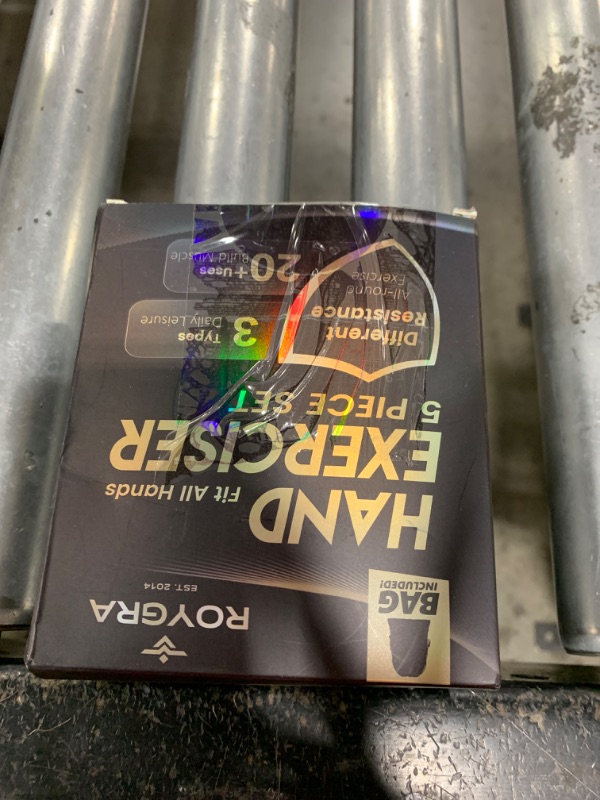 ROYGRA
EST. 2014
BAG
INCLUDED!
HAND
Fit All Hands
EXERCISER
5 PIECE SET
Different
Resistance
All-round
Exercise
3 Types
Daily Leisure
20+ Uses
Build Muscle